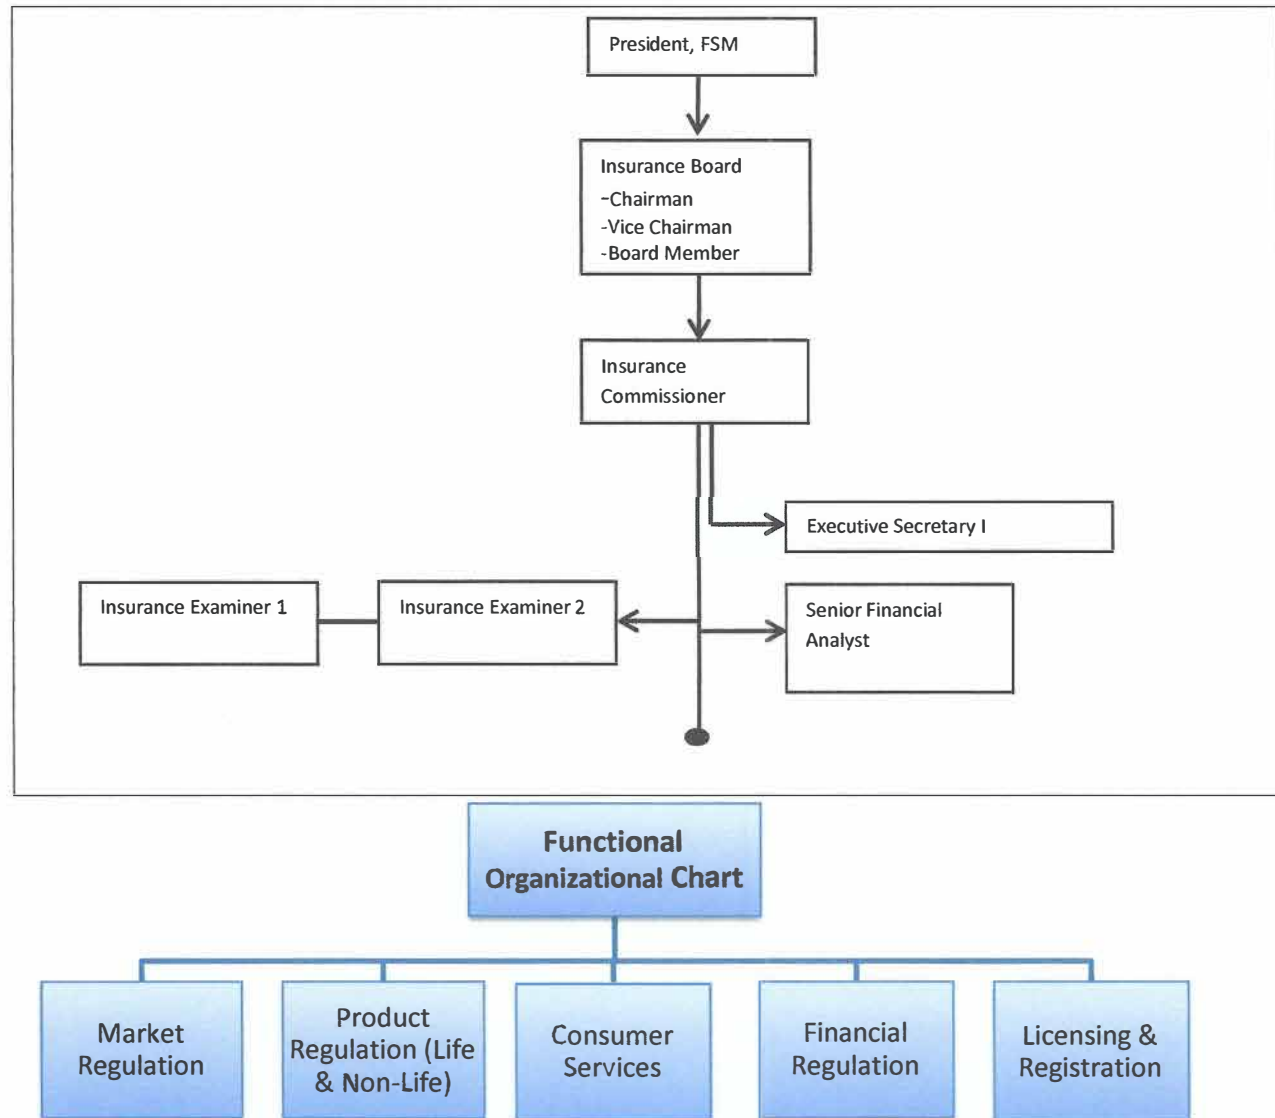 President, FSM
Insurance Board
-Chairman
-Vice Chairman
-Board Member
Insurance
Commissioner
Executive Secretary I
Insurance Examiner 1
Insurance Examiner 2
Senior Financial
Analyst
Functional
Organizational Chart
Market
Regulation
Product
Regulation (Life
& Non-Life)
Consumer
Services
Financial
Regulation
Licensing &
Registration